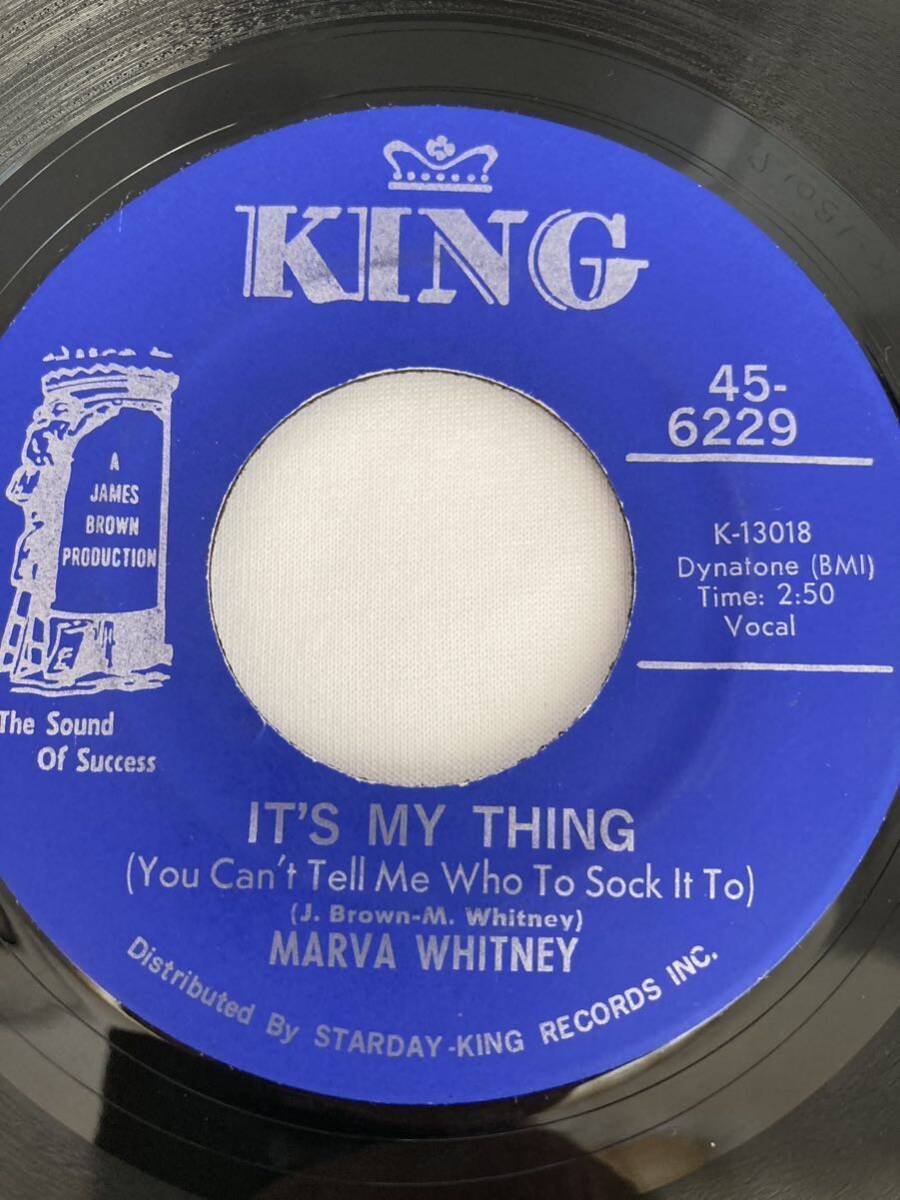 KING
45-
6229
K-13018
Dynatone (BMI)
Time: 2:50
Vocal
A
JAMES
BROWN
PRODUCTION
The Sound
Of Success
IT'S MY THING
(You Can't Tell Me Who To Sock It To)
(J. Brown-M. Whitney)
MARVA WHITNEY
Distributed By STARDAY-KING RECORDS INC.